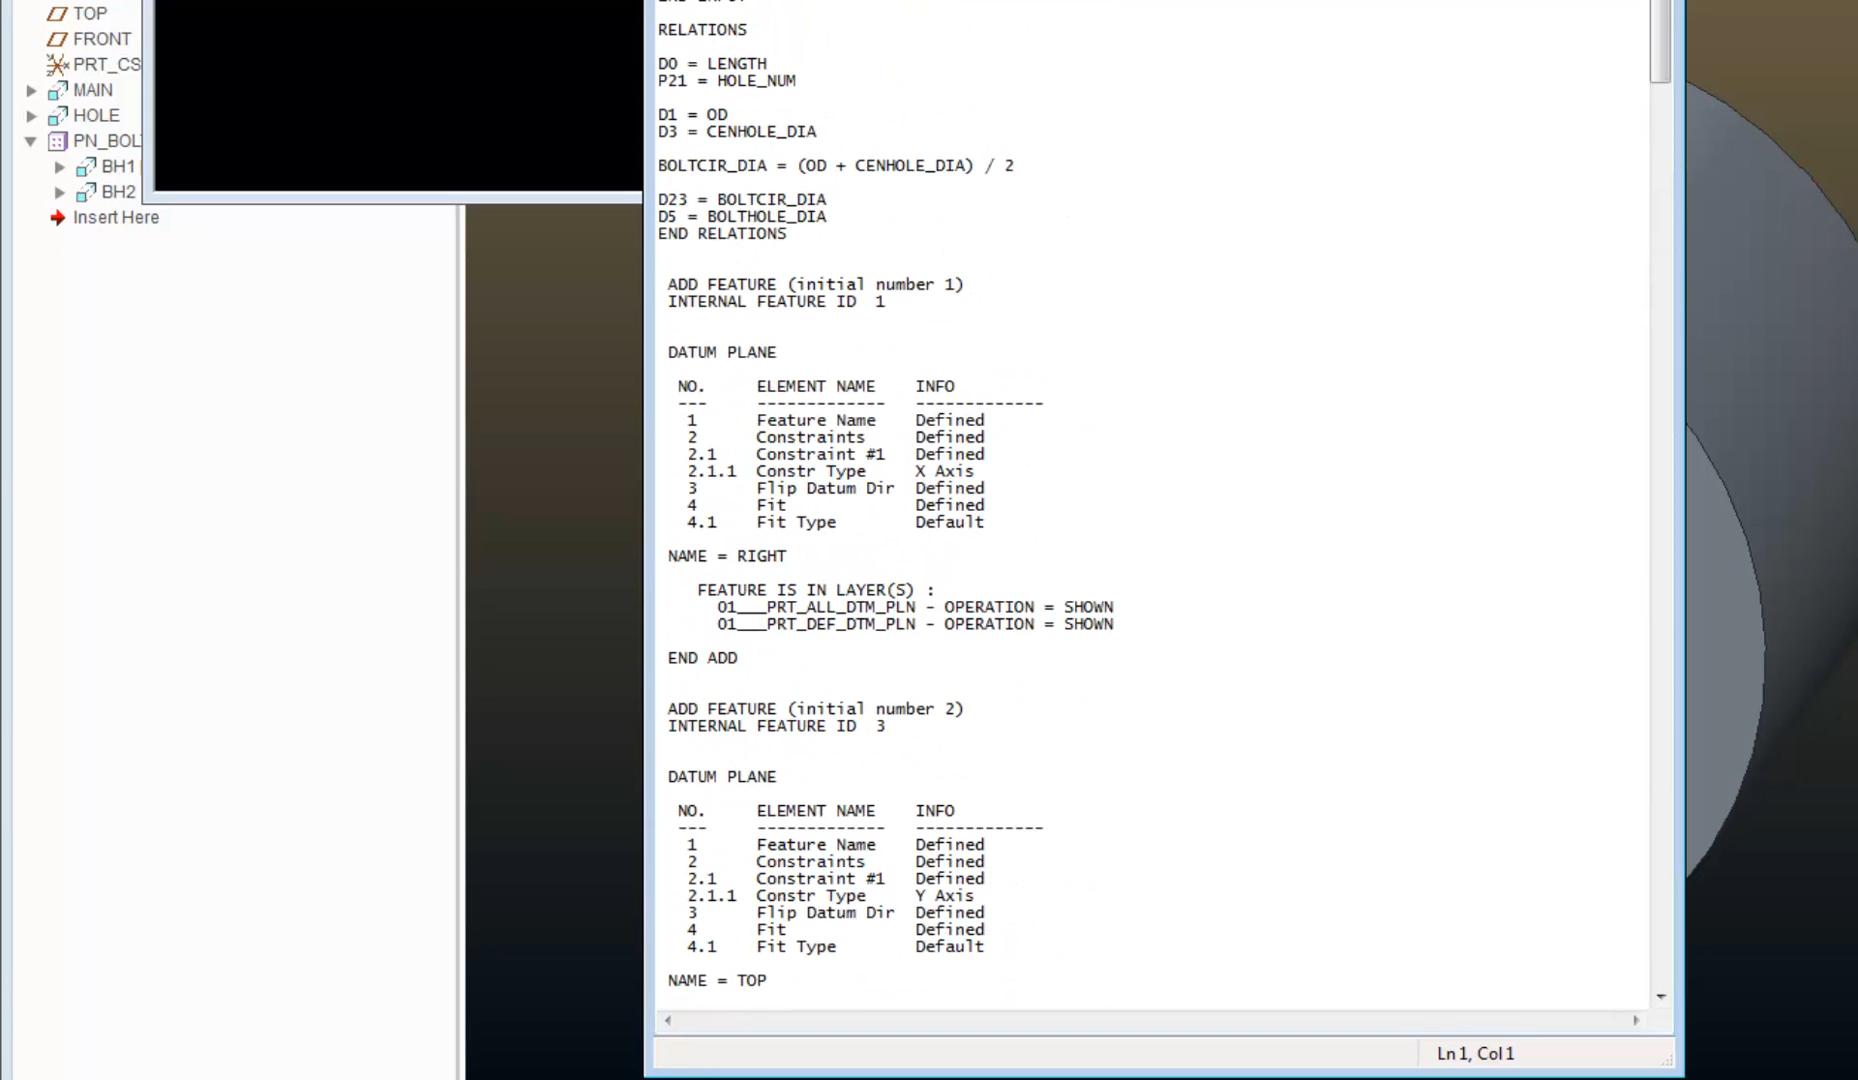 TOP
FRONT
PRT_CS
MAIN
HOLE
PN_BOL
BH1
BH2
Insert Here
RELATIONS
D0 = LENGTH
P21 = HOLE_NUM
D1 = OD
D3 = CENHOLE_DIA
BOLTCIR_DIA = (OD + CENHOLE_DIA) / 2
D23 = BOLTCIR_DIA
D5 = BOLTHOLE_DIA
END RELATIONS
ADD FEATURE (initial number 1)
INTERNAL FEATURE ID 1
DATUM PLANE
NO. ELEMENT NAME INFO
--- ------------- -------------
1 Feature Name Defined
2 Constraints Defined
2.1 Constraint #1 Defined
2.1.1 Constr Type X Axis
3 Flip Datum Dir Defined
4 Fit Defined
4.1 Fit Type Default
NAME = RIGHT
FEATURE IS IN LAYER(S) :
01___PRT_ALL_DTM_PLN - OPERATION = SHOWN
01___PRT_DEF_DTM_PLN - OPERATION = SHOWN
END ADD
ADD FEATURE (initial number 2)
INTERNAL FEATURE ID 3
DATUM PLANE
NO. ELEMENT NAME INFO
--- ------------- -------------
1 Feature Name Defined
2 Constraints Defined
2.1 Constraint #1 Defined
2.1.1 Constr Type Y Axis
3 Flip Datum Dir Defined
4 Fit Defined
4.1 Fit Type Default
NAME = TOP
Ln 1, Col 1